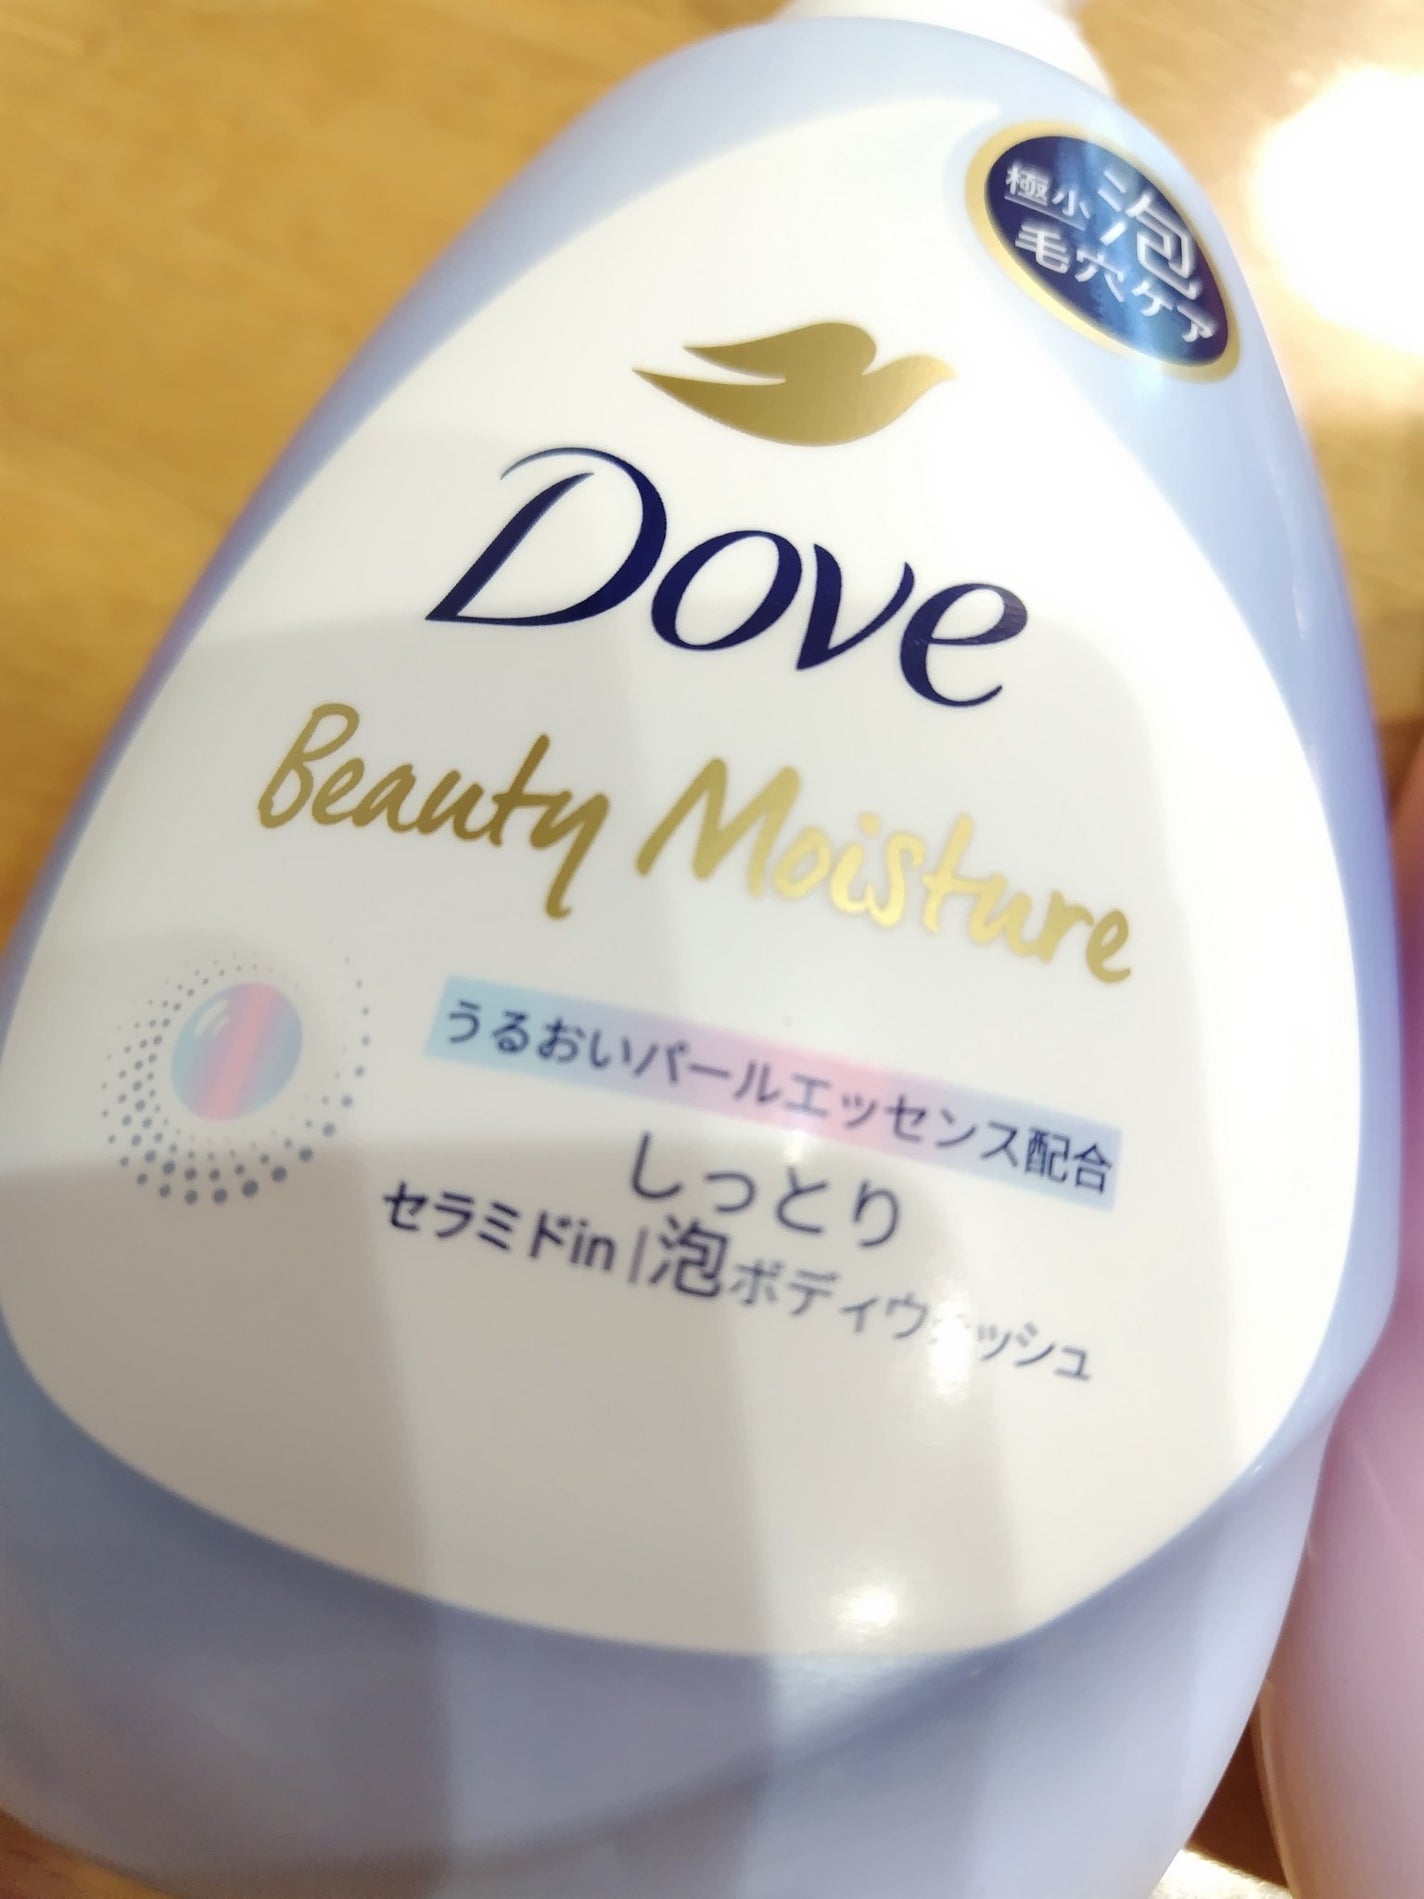 極小泡
毛穴ケア
Dove
Beauty Moisture
うるおいパールエッセンス配合
しっとり
セラミドin|泡ボディウォッシュ